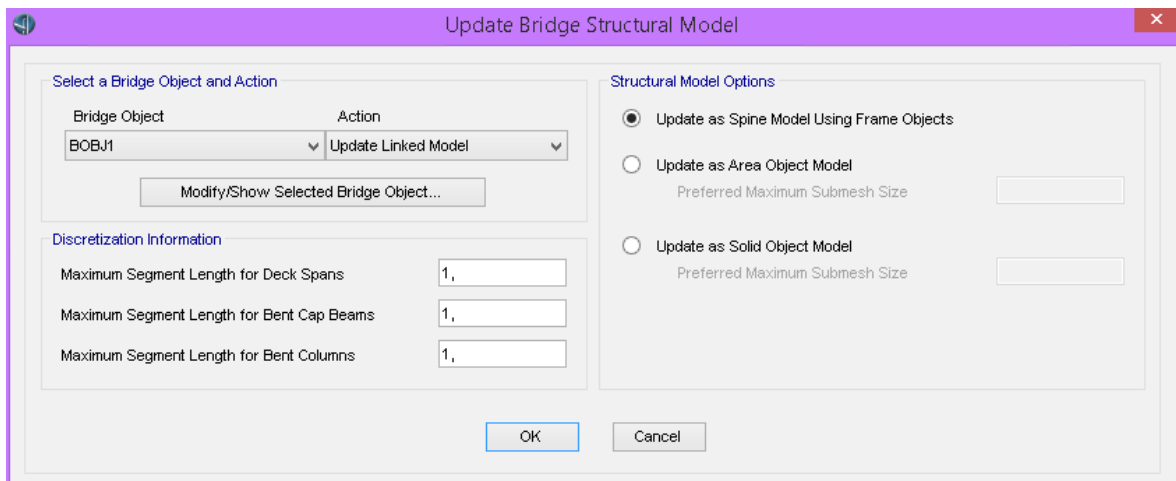 Update Bridge Structural Model
Select a Bridge Object and Action
Bridge Object Action
BOBJ1 Update Linked Model
Modify/Show Selected Bridge Object...
Discretization Information
Maximum Segment Length for Deck Spans 1,
Maximum Segment Length for Bent Cap Beams 1,
Maximum Segment Length for Bent Columns 1,
Structural Model Options
Update as Spine Model Using Frame Objects
Update as Area Object Model
Preferred Maximum Submesh Size
Update as Solid Object Model
Preferred Maximum Submesh Size
OK Cancel